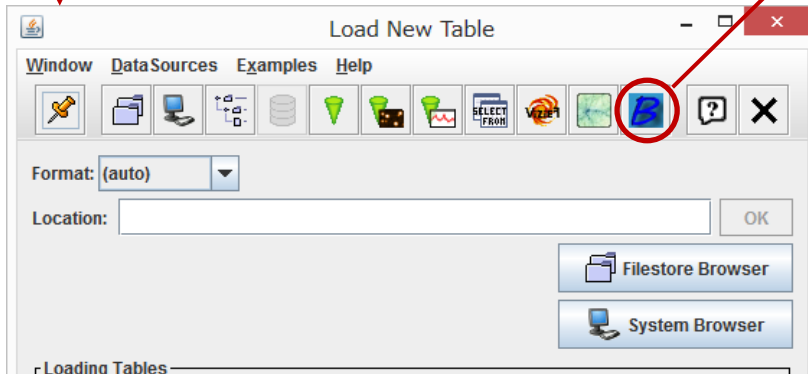 Load New Table
Window DataSources Examples Help
SELECT
FROM
VizieR
B
?
Format: (auto)
Location: OK
Filestore Browser
System Browser
Loading Tables